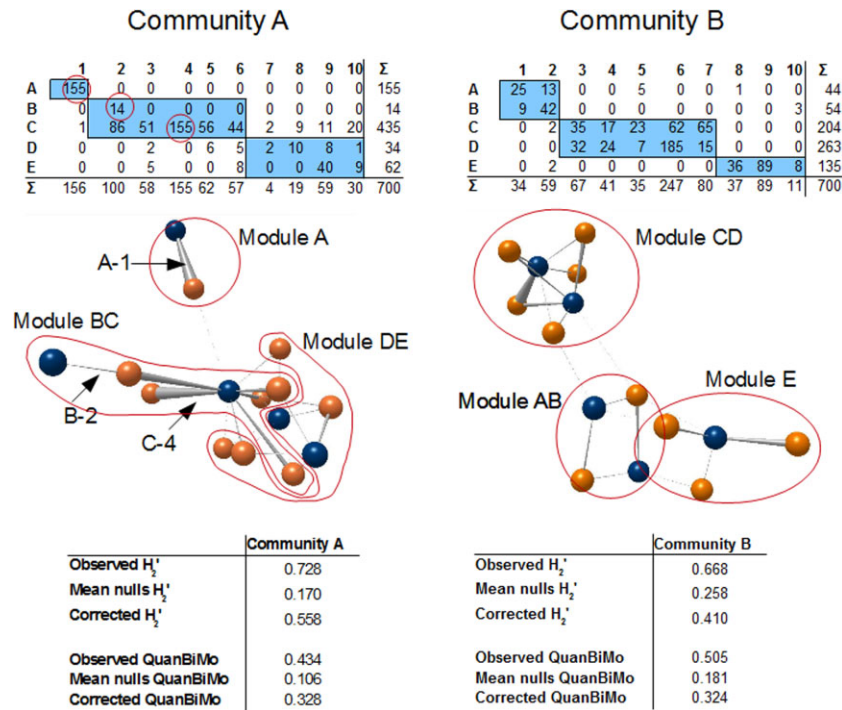 Community A
1 2 3 4 5 6 7 8 9 10 Σ
A 155 0 0 0 0 0 0 0 0 0 155
B 0 14 0 0 0 0 0 0 0 0 14
C 1 86 51 155 56 44 2 9 11 20 435
D 0 0 2 0 6 5 2 10 8 1 34
E 0 0 5 0 0 8 0 0 40 9 62
Σ 156 100 58 155 62 57 4 19 59 30 700
Module A
A-1
Module BC
Module DE
B-2
C-4
Community A
Observed H2' 0.728
Mean nulls H2' 0.170
Corrected H2' 0.558
Observed QuanBiMo 0.434
Mean nulls QuanBiMo 0.106
Corrected QuanBiMo 0.328
Community B
1 2 3 4 5 6 7 8 9 10 Σ
A 25 13 0 0 5 0 0 1 0 0 44
B 9 42 0 0 0 0 0 0 0 3 54
C 0 2 35 17 23 62 65 0 0 0 204
D 0 0 32 24 7 185 15 0 0 0 263
E 0 2 0 0 0 0 0 36 89 8 135
Σ 34 59 67 41 35 247 80 37 89 11 700
Module CD
Module AB
Module E
Community B
Observed H2' 0.668
Mean nulls H2' 0.258
Corrected H2' 0.410
Observed QuanBiMo 0.505
Mean nulls QuanBiMo 0.181
Corrected QuanBiMo 0.324